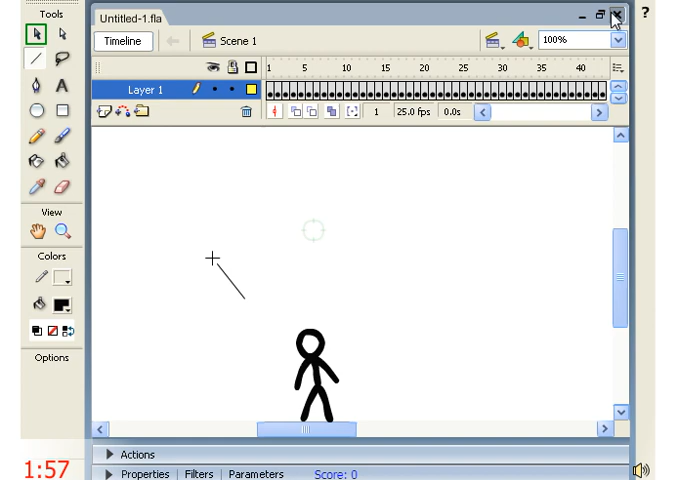 Tools
Untitled-1.fla
?
Timeline
Scene 1
100%
1 5 10 15 20 25 30 35 40
Layer 1
1 25.0 fps 0.0s
A
View
Colors
Options
Actions
Properties Filters Parameters Score: 0
1:57